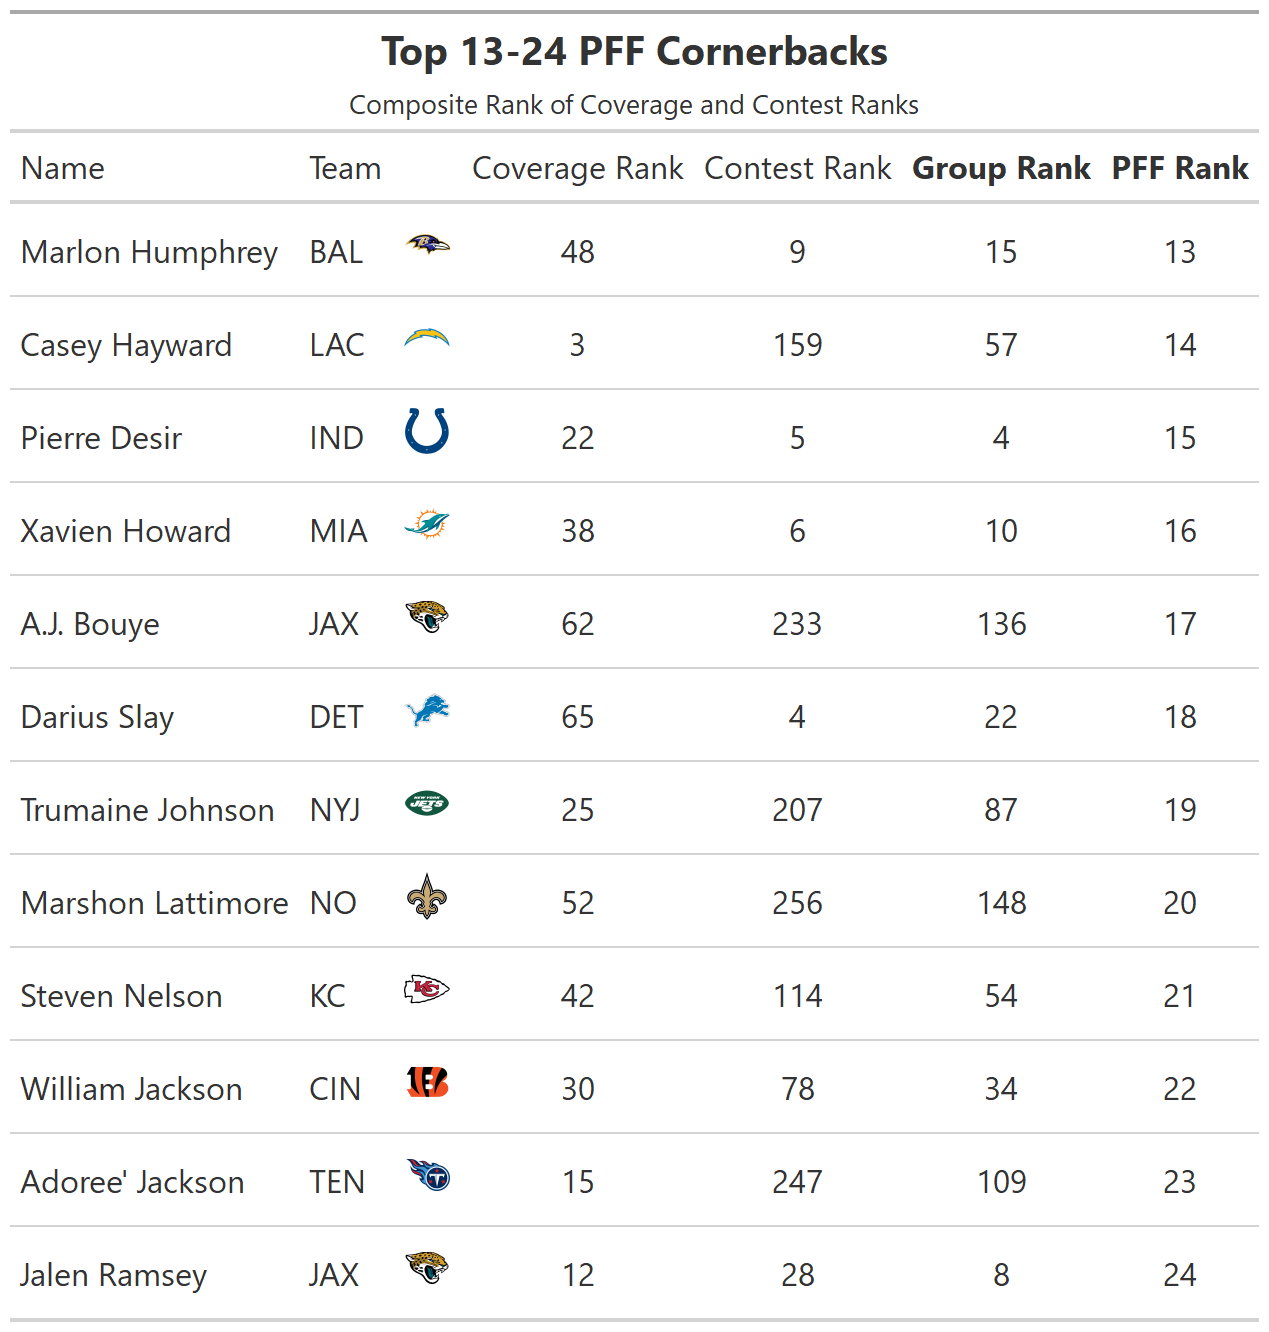 Top 13-24 PFF Cornerbacks
Composite Rank of Coverage and Contest Ranks
Name Team Coverage Rank Contest Rank Group Rank PFF Rank
Marlon Humphrey BAL 48 9 15 13
Casey Hayward LAC 3 159 57 14
Pierre Desir IND 22 5 4 15
Xavien Howard MIA 38 6 10 16
A.J. Bouye JAX 62 233 136 17
Darius Slay DET 65 4 22 18
Trumaine Johnson NYJ NEW YORK JETS 25 207 87 19
Marshon Lattimore NO 52 256 148 20
Steven Nelson KC KC 42 114 54 21
William Jackson CIN B 30 78 34 22
Adoree' Jackson TEN T 15 247 109 23
Jalen Ramsey JAX 12 28 8 24